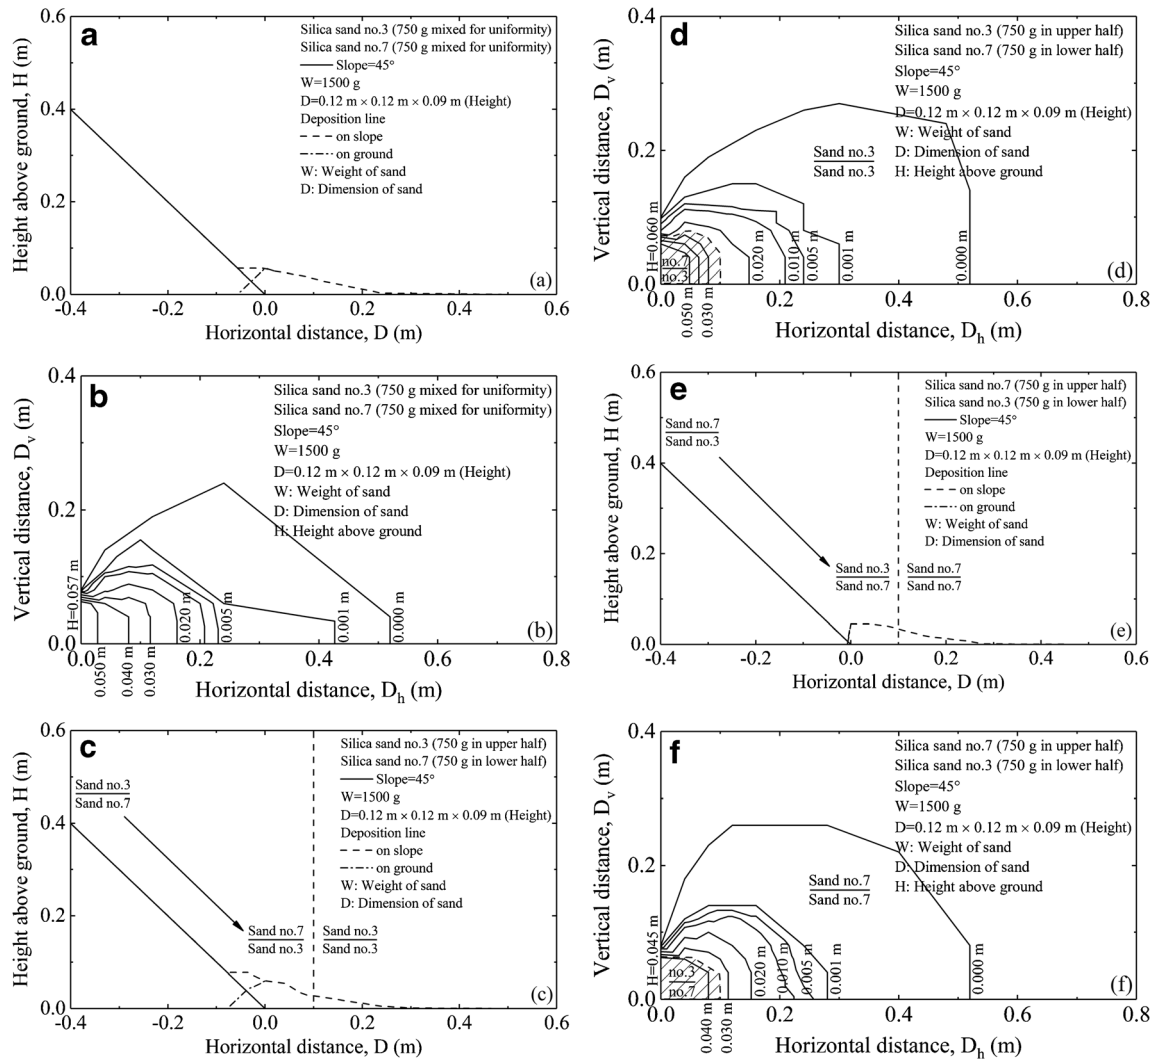 a
Silica sand no.3 (750 g mixed for uniformity)
Silica sand no.7 (750 g mixed for uniformity)
Slope=45°
W=1500 g
D=0.12 m × 0.12 m × 0.09 m (Height)
Deposition line
on slope
on ground
W: Weight of sand
D: Dimension of sand
Height above ground, H (m)
0.6
0.4
0.2
0.0
(a)
-0.4 -0.2 0.0 0.2 0.4 0.6
Horizontal distance, D (m)
b
Silica sand no.3 (750 g mixed for uniformity)
Silica sand no.7 (750 g mixed for uniformity)
Slope=45°
W=1500 g
D=0.12 m × 0.12 m × 0.09 m (Height)
W: Weight of sand
D: Dimension of sand
H: Height above ground
Vertical distance, Dv (m)
0.4
0.2
0.0
H=0.057 m
0.020 m
0.005 m
0.001 m
0.000 m
(b)
0.0 0.2 0.4 0.6 0.8
0.050 m
0.040 m
0.030 m
Horizontal distance, Dh (m)
c
Silica sand no.3 (750 g in upper half)
Silica sand no.7 (750 g in lower half)
Slope=45°
W=1500 g
D=0.12 m × 0.12 m × 0.09 m (Height)
Deposition line
on slope
on ground
W: Weight of sand
D: Dimension of sand
Height above ground, H (m)
0.6
0.4
0.2
0.0
Sand no.3
Sand no.7
Sand no.7
Sand no.3
Sand no.3
Sand no.3
(c)
-0.4 -0.2 0.0 0.2 0.4 0.6
Horizontal distance, D (m)
d
Silica sand no.3 (750 g in upper half)
Silica sand no.7 (750 g in lower half)
Slope=45°
W=1500 g
D=0.12 m × 0.12 m × 0.09 m (Height)
W: Weight of sand
D: Dimension of sand
H: Height above ground
Vertical distance, Dv (m)
0.4
0.2
0.0
Sand no.3
Sand no.3
H=0.060 m
no.7
no.3
0.020 m
0.010 m
0.005 m
0.001 m
0.000 m
(d)
0.0 0.2 0.4 0.6 0.8
0.050 m
0.030 m
Horizontal distance, Dh (m)
e
Silica sand no.7 (750 g in upper half)
Silica sand no.3 (750 g in lower half)
Slope=45°
W=1500 g
D=0.12 m × 0.12 m × 0.09 m (Height)
Deposition line
on slope
on ground
W: Weight of sand
D: Dimension of sand
Height above ground, H (m)
0.6
0.4
0.2
0.0
Sand no.7
Sand no.3
Sand no.3
Sand no.7
Sand no.7
Sand no.7
(e)
-0.4 -0.2 0.0 0.2 0.4 0.6
Horizontal distance, D (m)
f
Silica sand no.7 (750 g in upper half)
Silica sand no.3 (750 g in lower half)
Slope=45°
W=1500 g
D=0.12 m × 0.12 m × 0.09 m (Height)
W: Weight of sand
D: Dimension of sand
H: Height above ground
Vertical distance, Dv (m)
0.4
0.2
0.0
Sand no.7
Sand no.7
H=0.045 m
no.3
no.7
0.020 m
0.010 m
0.005 m
0.001 m
0.000 m
(f)
0.0 0.2 0.4 0.6 0.8
0.040 m
0.030 m
Horizontal distance, Dh (m)